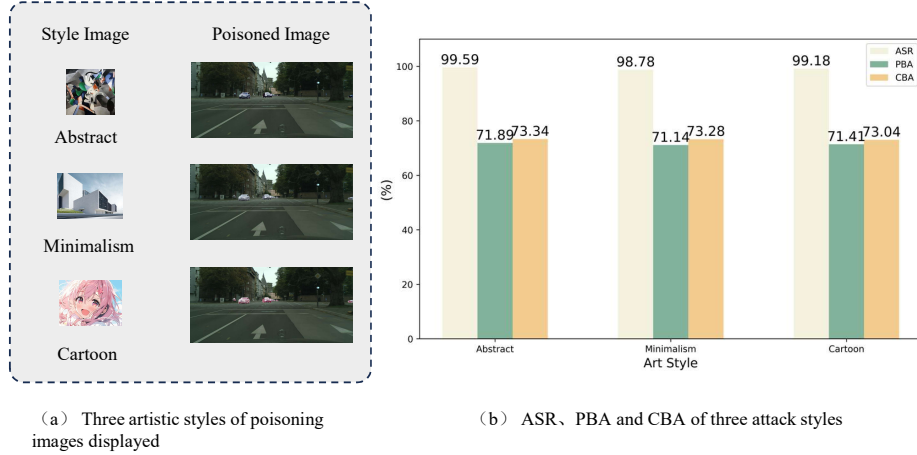 Style Image
Poisoned Image
Abstract
Minimalism
Cartoon
（a） Three artistic styles of poisoning
images displayed
ASR
PBA
CBA
99.59
98.78
99.18
71.89
73.34
71.14
73.28
71.41
73.04
100
80
60
40
20
0
(%)
Abstract
Minimalism
Cartoon
Art Style
（b） ASR、PBA and CBA of three attack styles